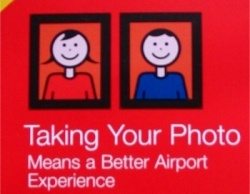 Taking Your Photo
Means a Better Airport
Experience